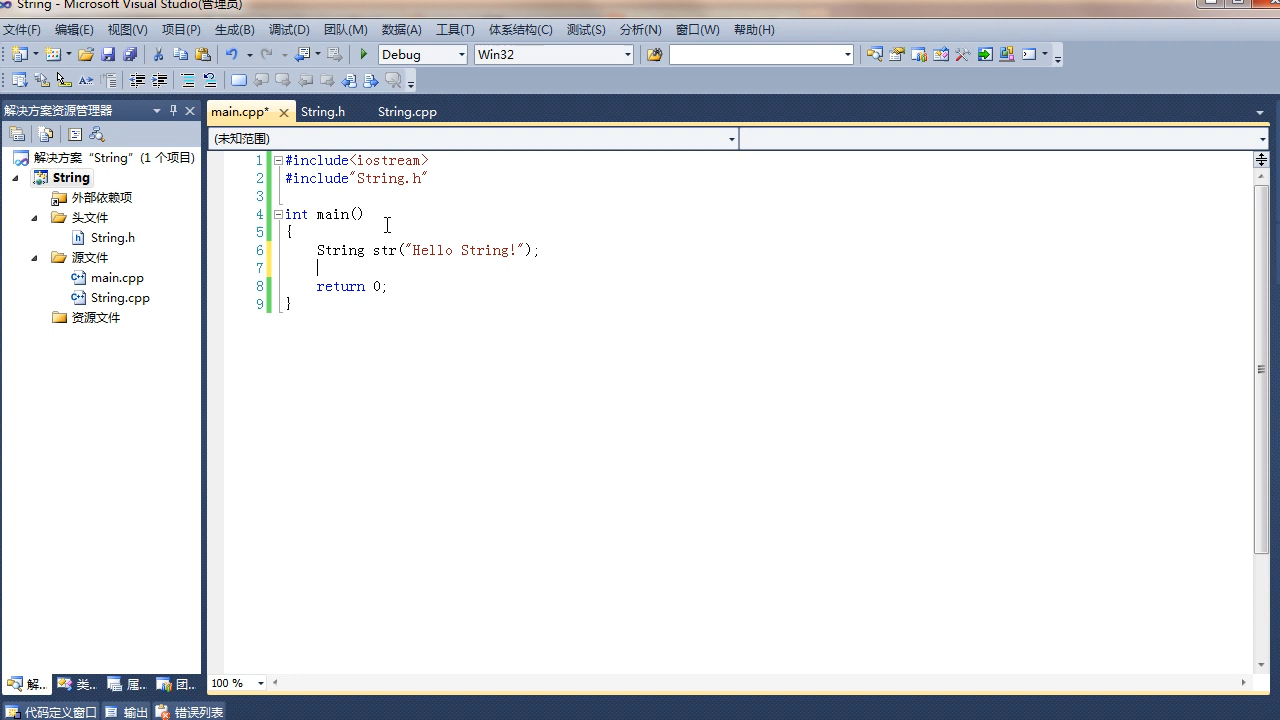 String - Microsoft Visual Studio(管理员)
文件(F) 编辑(E) 视图(V) 项目(P) 生成(B) 调试(D) 团队(M) 数据(A) 工具(T) 体系结构(C) 测试(S) 分析(N) 窗口(W) 帮助(H)
Debug Win32
解决方案资源管理器
main.cpp* String.h String.cpp
(未知范围)
解决方案 "String" (1 个项目)
String
外部依赖项
头文件
String.h
源文件
main.cpp
String.cpp
资源文件
1 #include<iostream>
2 #include"String.h"
3
4 int main()
5 {
6 String str("Hello String!");
7
8 return 0;
9 }
解... 类... 属... 团...
100 %
代码定义窗口 输出 错误列表